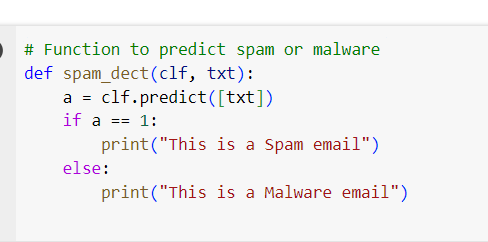 # Function to predict spam or malware
def spam_dect(clf, txt):
    a = clf.predict([txt])
    if a == 1:
        print("This is a Spam email")
    else:
        print("This is a Malware email")